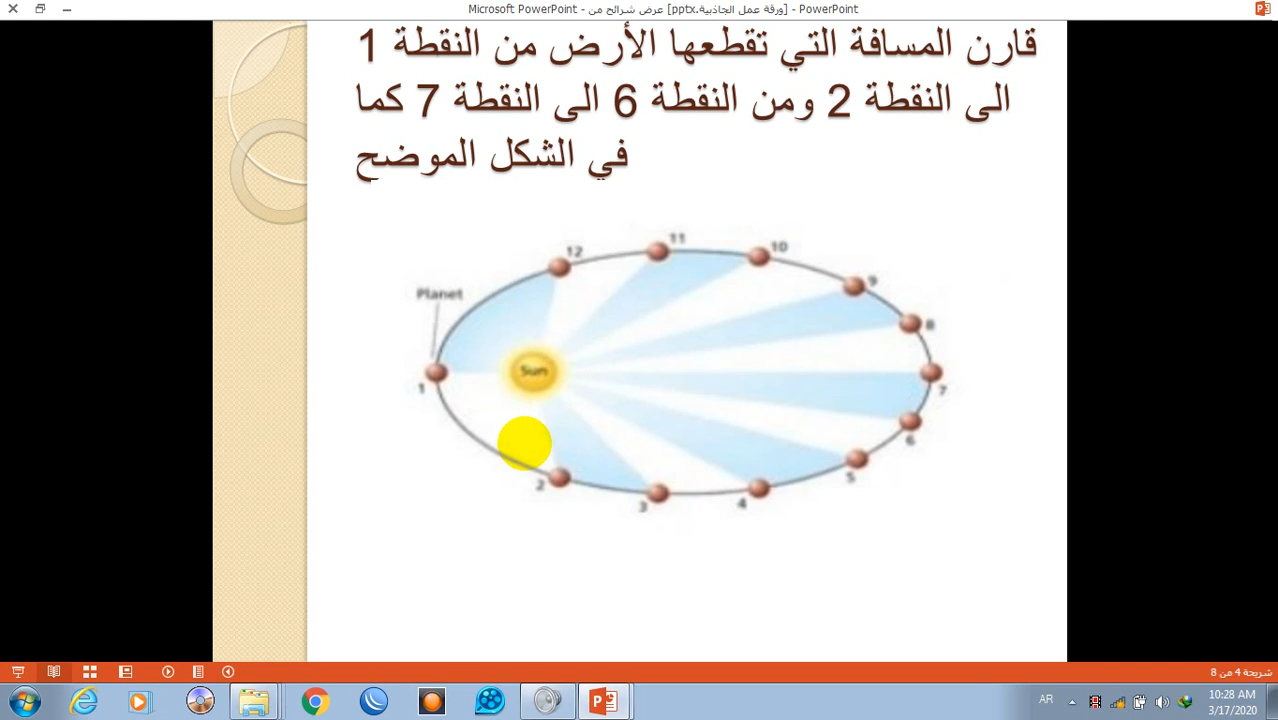 عرض شرائح من - Microsoft PowerPoint [ورقة عمل الجاذبية.pptx] - PowerPoint
قارن المسافة التي تقطعها الأرض من النقطة 1
الى النقطة 2 ومن النقطة 6 الى النقطة 7 كما
في الشكل الموضح
11
12
10
Planet
9
8
Sun
1
7
6
2
5
3
4
شريحة 4 من 8
AR
10:28 AM
3/17/2020